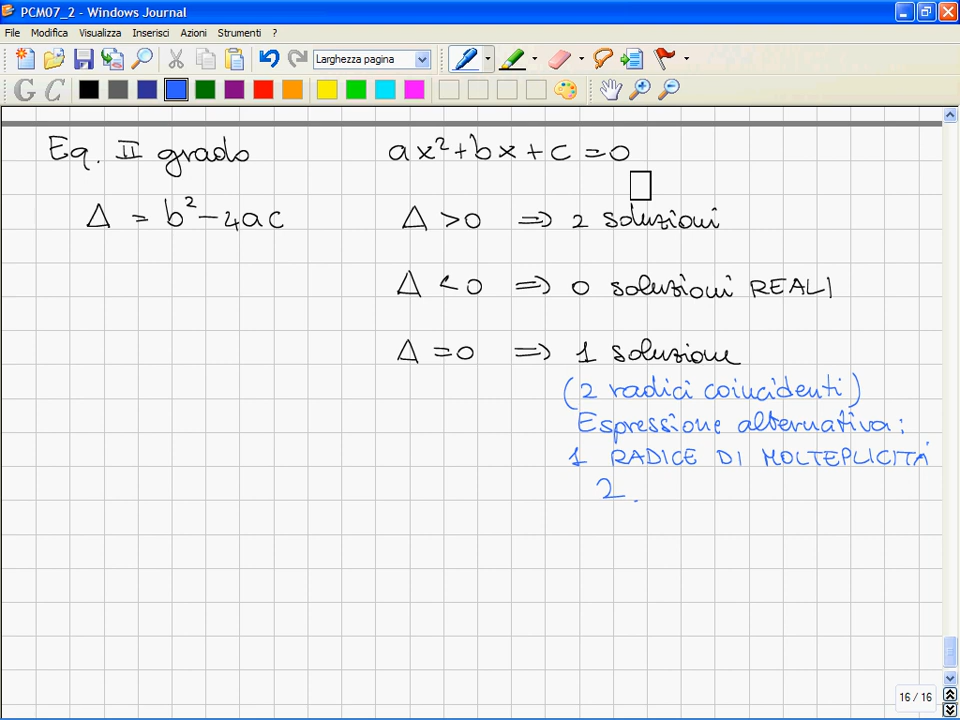 PCM07_2 - Windows Journal
File Modifica Visualizza Inserisci Azioni Strumenti ?
Larghezza pagina
G C
Eq. II grado ax²+bx+c=0
Δ = b²-4ac Δ>0 ⇒ 2 soluzioni
Δ<0 ⇒ 0 soluzioni REALI
Δ=0 ⇒ 1 soluzione
(2 radici coincidenti)
Espressione alternativa:
1 RADICE DI MOLTEPLICITÀ
2.
16 / 16